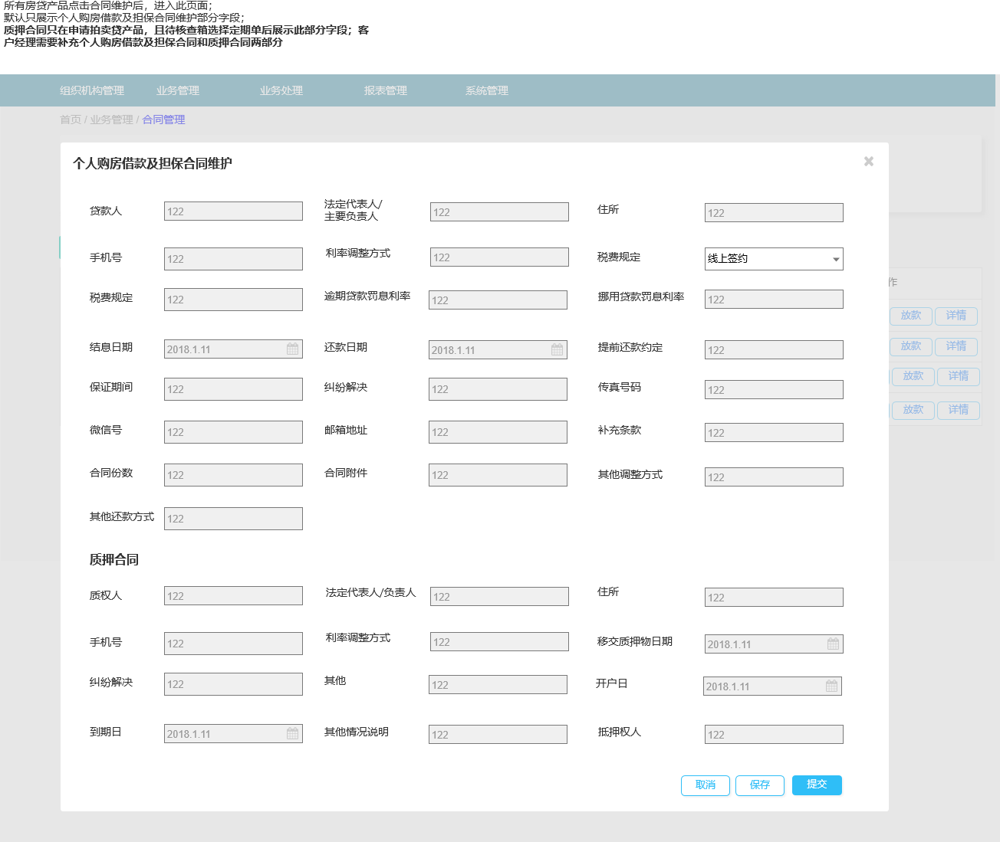 所有房贷产品点击合同维护后，进入此页面；
默认只展示个人购房借款及担保合同维护部分字段；
质押合同只在申请拍卖贷产品，且待核查箱选择定期单后展示此部分字段；客
户经理需要补充个人购房借款及担保合同和质押合同两部分
组织机构管理 业务管理 业务处理 报表管理 系统管理
首页 / 业务管理 / 合同管理
个人购房借款及担保合同维护
贷款人 122 法定代表人/
主要负责人 122 住所 122
手机号 122 利率调整方式 122 税费规定 线上签约
作
税费规定 122 逾期贷款罚息利率 122 挪用贷款罚息利率 122
放款 详情
结息日期 2018.1.11 还款日期 2018.1.11 提前还款约定 122
放款 详情
保证期间 122 纠纷解决 122 传真号码 122
放款 详情
微信号 122 邮箱地址 122 补充条款 122
放款 详情
合同份数 122 合同附件 122 其他调整方式 122
其他还款方式 122
质押合同
质权人 122 法定代表人/负责人 122 住所 122
手机号 122 利率调整方式 122 移交质押物日期 2018.1.11
纠纷解决 122 其他 122 开户日 2018.1.11
到期日 2018.1.11 其他情况说明 122 抵押权人 122
取消 保存 提交